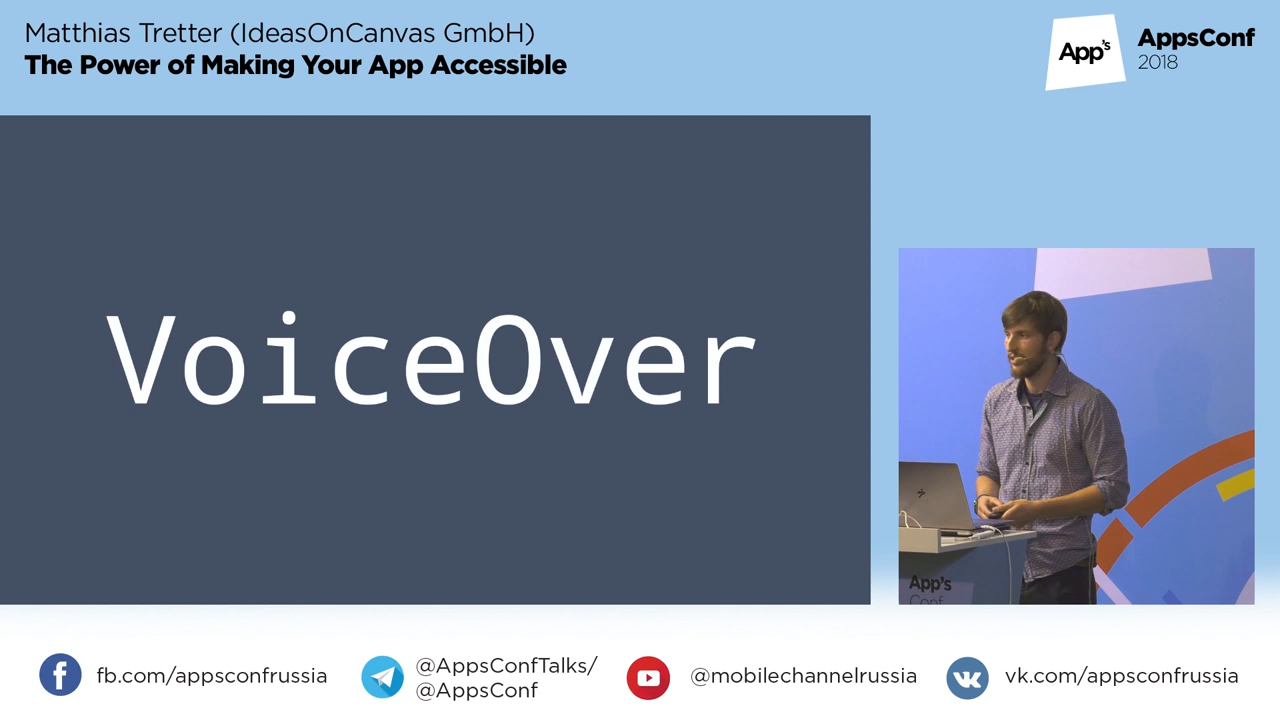 Matthias Tretter (IdeasOnCanvas GmbH)
The Power of Making Your App Accessible
App's
AppsConf
2018
VoiceOver
App's
Conf
fb.com/appsconfrussia
@AppsConfTalks/
@AppsConf
@mobilechannelrussia
vk.com/appsconfrussia